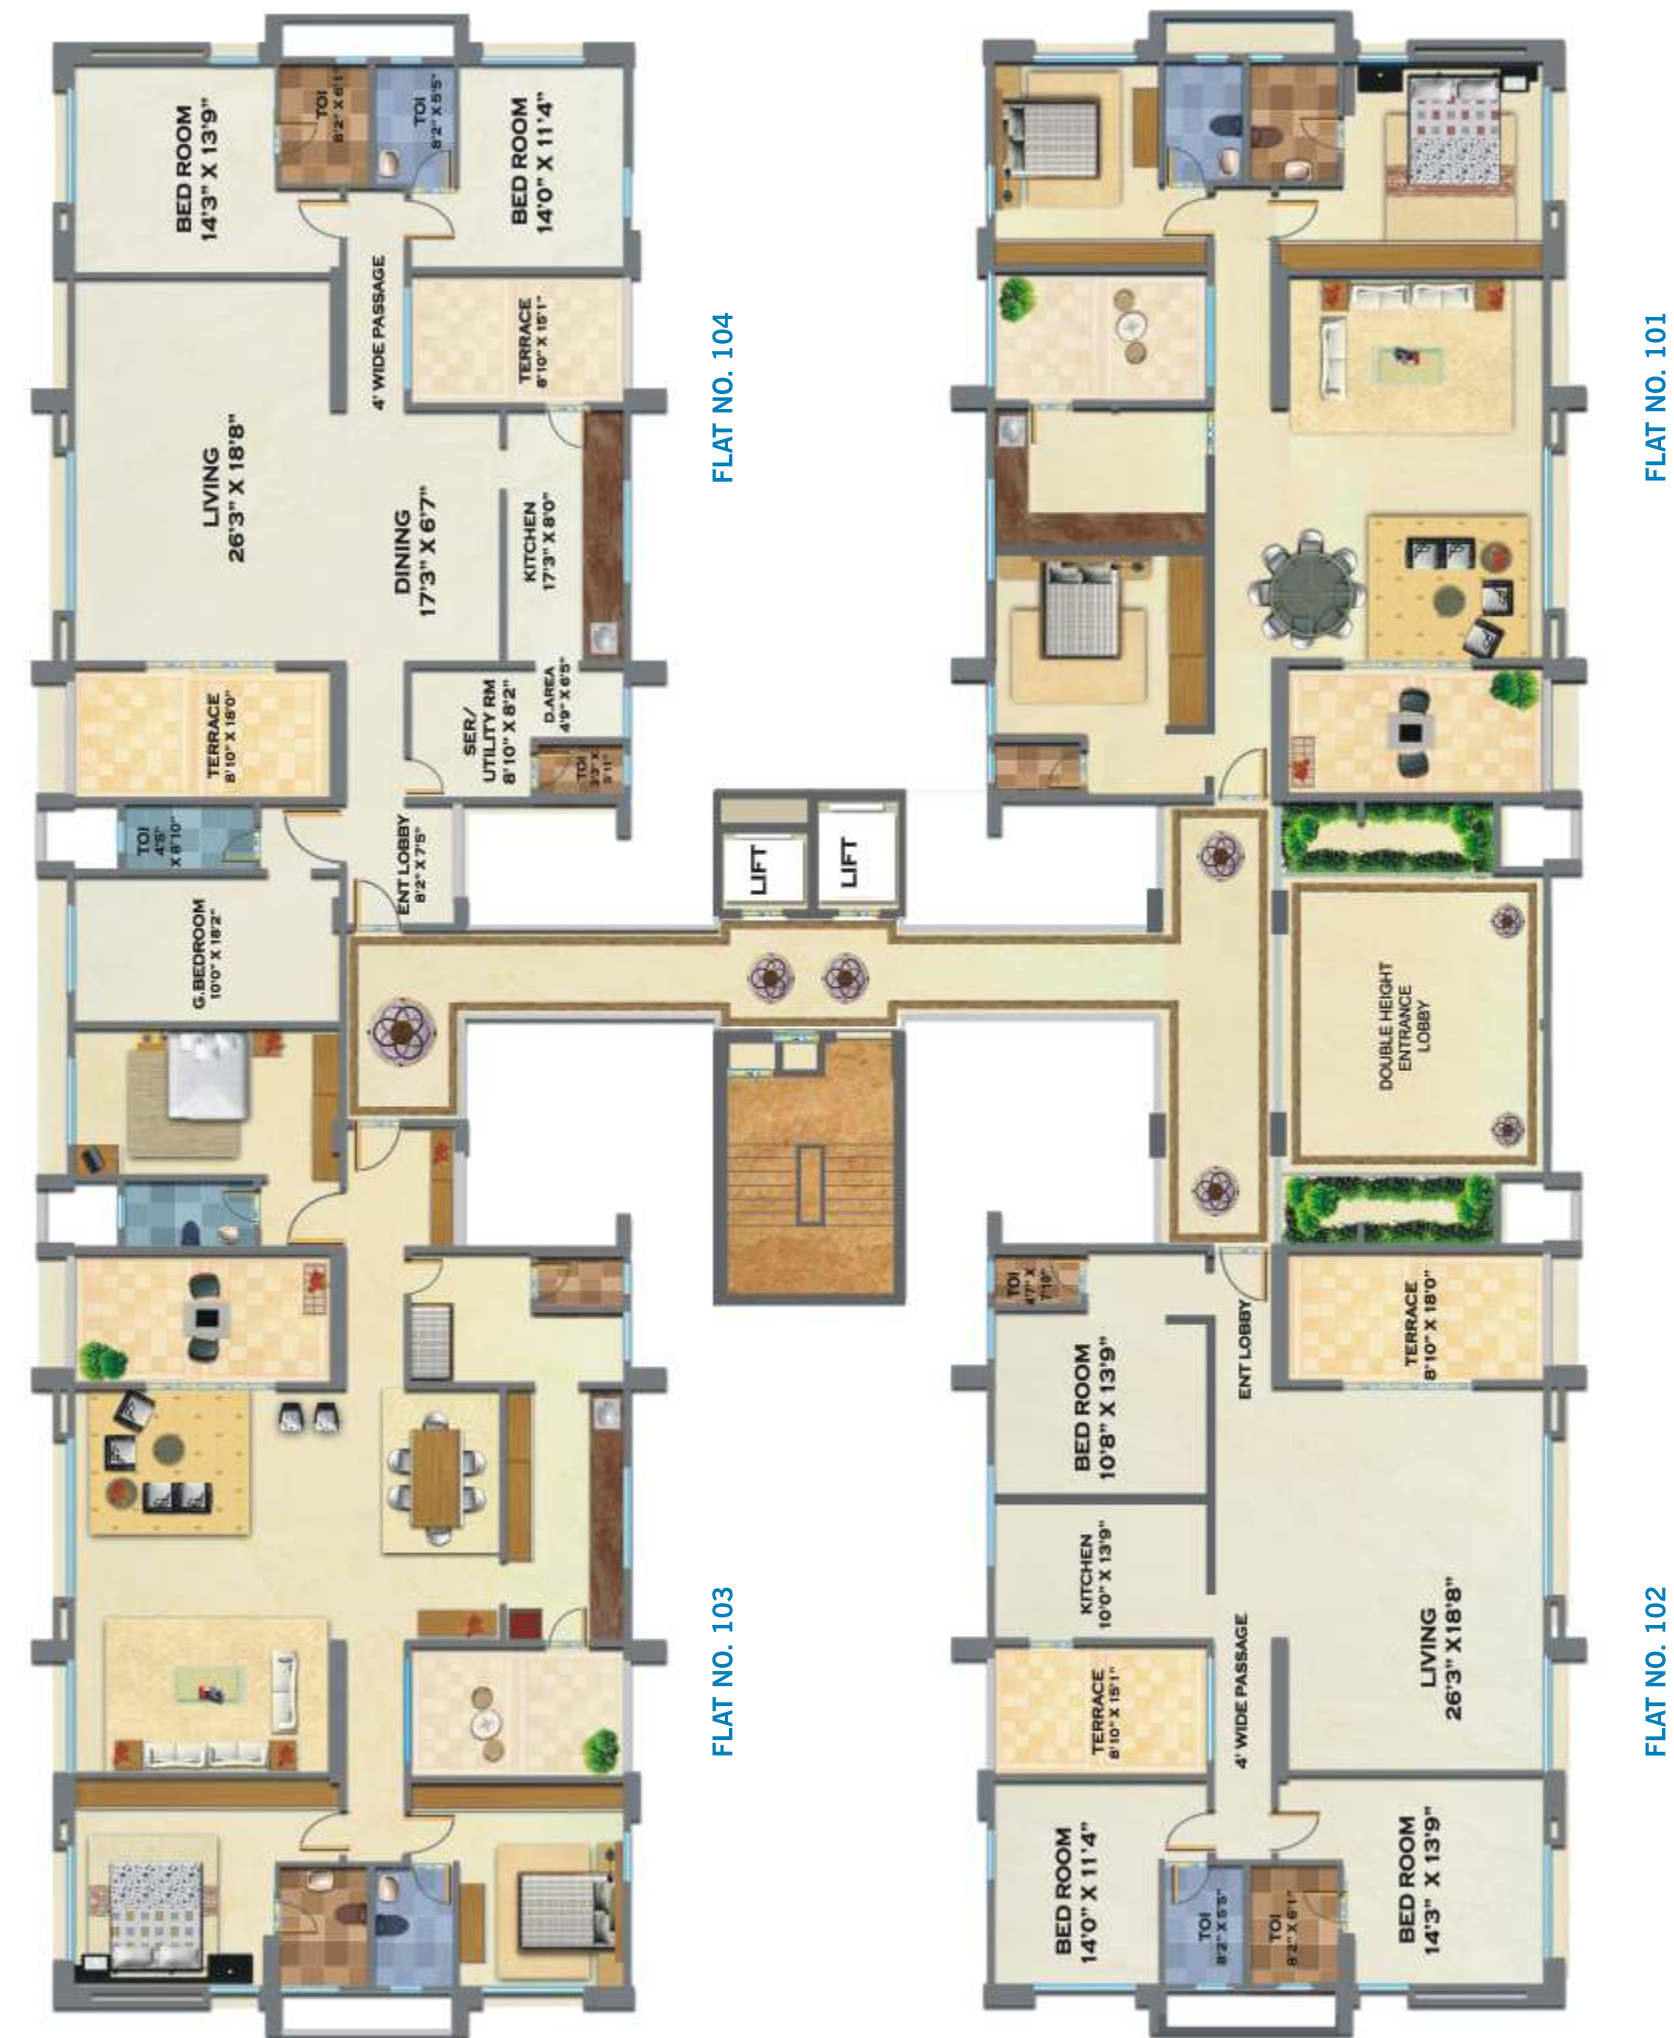 BED ROOM
14'3" X 13'9"
TOI
8'2" X 6'1"
TOI
8'2" X 5'5"
BED ROOM
14'0" X 11'4"
4' WIDE PASSAGE
TERRACE
8'10" X 15'1"
LIVING
26'3" X 18'8"
DINING
17'3" X 6'7"
KITCHEN
17'3" X 8'0"
TERRACE
8'10" X 18'0"
SER/
UTILITY RM
8'10" X 8'2"
D.AREA
4'9" X 6'5"
TOI
TOI
4'5"
X 8'10"
ENT LOBBY
8'2" X 7'5"
G.BEDROOM
10'0" X 18'2"
FLAT NO. 104
FLAT NO. 101
LIFT
LIFT
DOUBLE HEIGHT
ENTRANCE
LOBBY
FLAT NO. 103
TOI
4'7" X
7'10"
BED ROOM
10'8" X 13'9"
ENT LOBBY
TERRACE
8'10" X 18'0"
KITCHEN
10'0" X 13'9"
TERRACE
8'10" X 15'1"
4' WIDE PASSAGE
LIVING
26'3" X18'8"
BED ROOM
14'0" X 11'4"
TOI
8'2" X 5'5"
TOI
8'2" X 6'1"
BED ROOM
14'3" X 13'9"
FLAT NO. 102